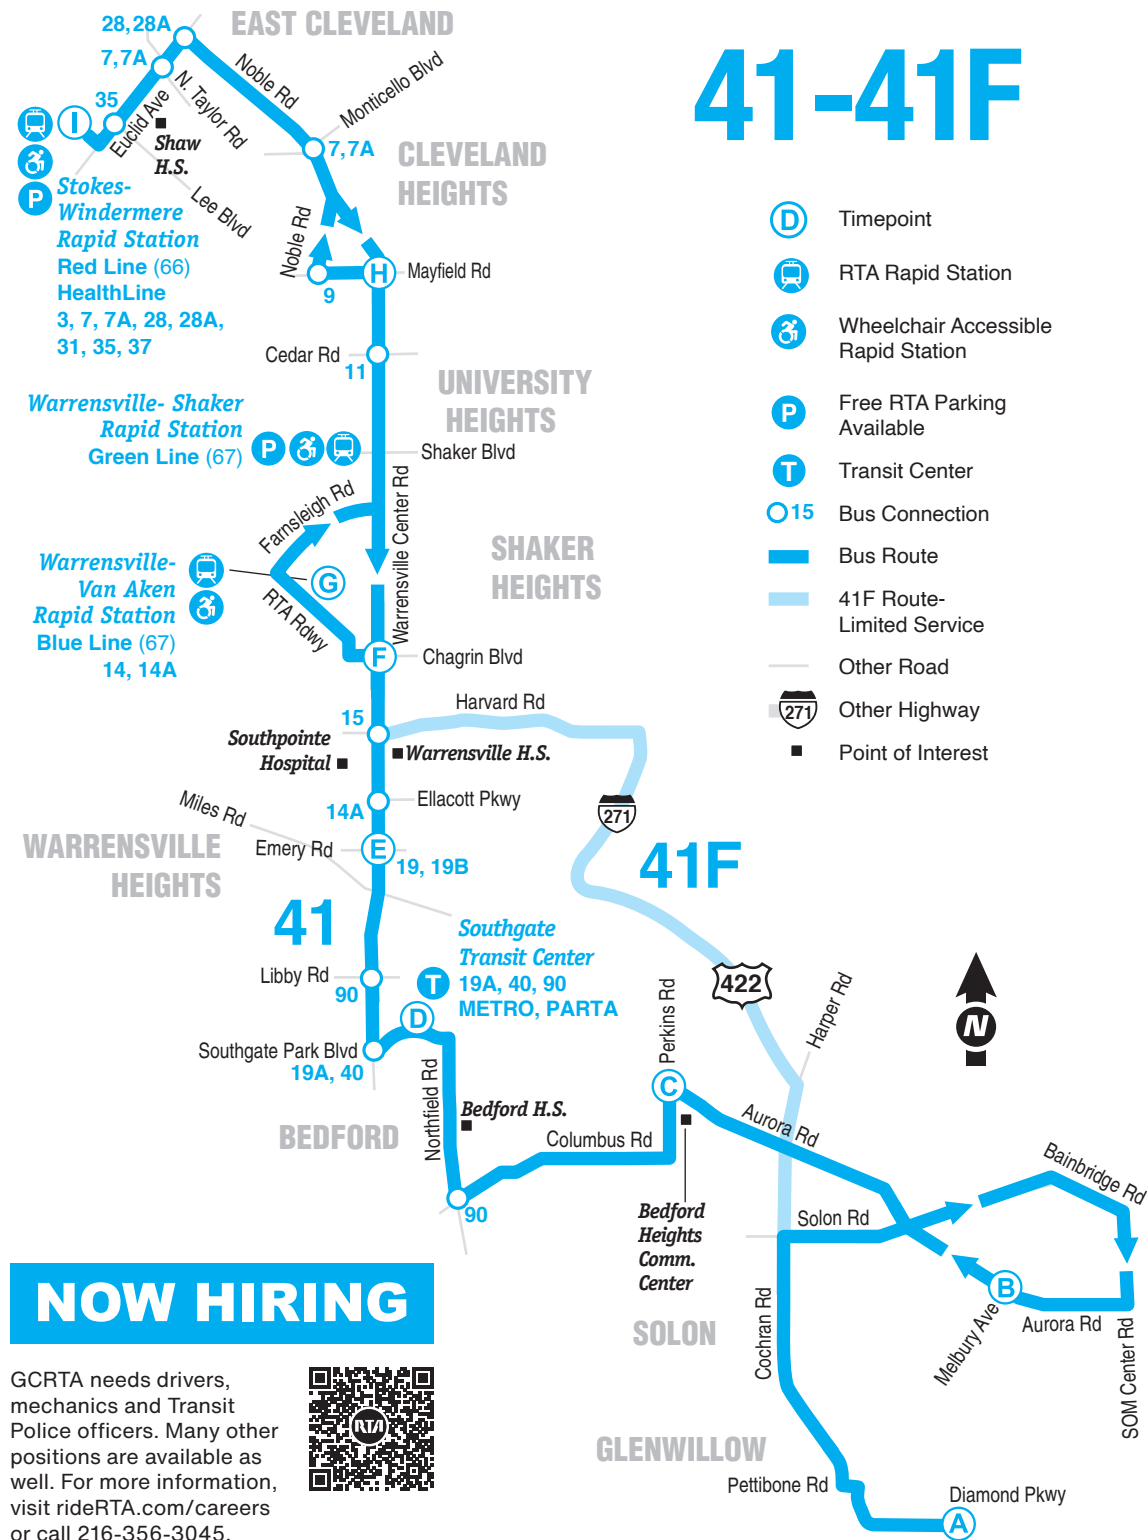 41-41F
28, 28A
EAST CLEVELAND
7, 7A
N. Taylor Rd
Noble Rd
Monticello Blvd
35
I
Euclid Ave
Shaw
H.S.
Lee Blvd
7, 7A
CLEVELAND
HEIGHTS
P
Stokes-
Windermere
Rapid Station
Red Line (66)
HealthLine
3, 7, 7A, 28, 28A,
31, 35, 37
Noble Rd
H
Mayfield Rd
9
Cedar Rd
11
UNIVERSITY
HEIGHTS
Warrensville- Shaker
Rapid Station
Green Line (67)
P
Shaker Blvd
Warrensville Center Rd
Farnsleigh Rd
SHAKER
HEIGHTS
Warrensville-
Van Aken
Rapid Station
Blue Line (67)
14, 14A
G
RTA Rdwy
F
Chagrin Blvd
Harvard Rd
15
Southpointe
Hospital
Warrensville H.S.
14A
Ellacott Pkwy
Miles Rd
271
WARRENSVILLE
HEIGHTS
Emery Rd
E
19, 19B
41F
41
Southgate
Transit Center
19A, 40, 90
METRO, PARTA
T
Libby Rd
90
422
Harper Rd
Perkins Rd
D
Southgate Park Blvd
19A, 40
N
Northfield Rd
C
Bedford H.S.
BEDFORD
Columbus Rd
Aurora Rd
Bainbridge Rd
90
Bedford
Heights
Comm.
Center
Solon Rd
B
Melbury Ave
Aurora Rd
SOM Center Rd
SOLON
Cochran Rd
GLENWILLOW
Pettibone Rd
Diamond Pkwy
A
D
Timepoint
RTA Rapid Station
Wheelchair Accessible
Rapid Station
P
Free RTA Parking
Available
T
Transit Center
15
Bus Connection
Bus Route
41F Route-
Limited Service
Other Road
271
Other Highway
Point of Interest
NOW HIRING
GCRTA needs drivers,
mechanics and Transit
Police officers. Many other
positions are available as
well. For more information,
visit rideRTA.com/careers
or call 216-356-3045.
RTA